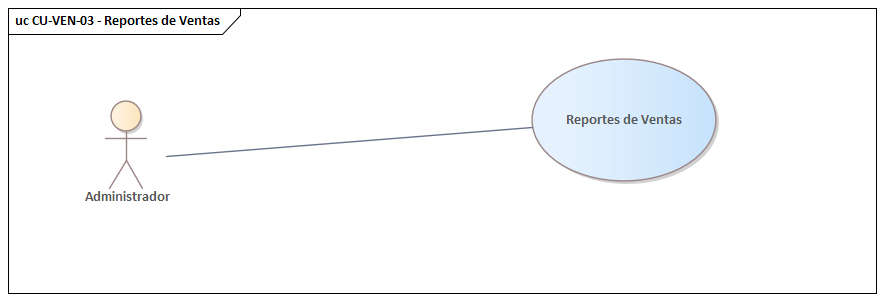 uc CU-VEN-03 - Reportes de Ventas
Reportes de Ventas
Administrador